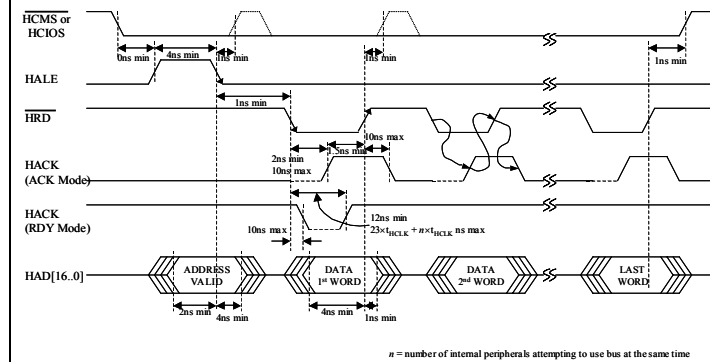 HCMS or
HCIOS
0ns min 4ns min 1ns min 1ns min 1ns min
HALE
1ns min
HRD
10ns max
2ns min 1.5ns min
10ns max
HACK
(ACK Mode)
HACK
(RDY Mode)
12ns min
10ns max 23×tHCLK + n×tHCLK ns max
HAD[16..0]
ADDRESS VALID
DATA 1st WORD
DATA 2nd WORD
LAST WORD
2ns min 4ns min 4ns min 1ns min
n = number of internal peripherals attempting to use bus at the same time